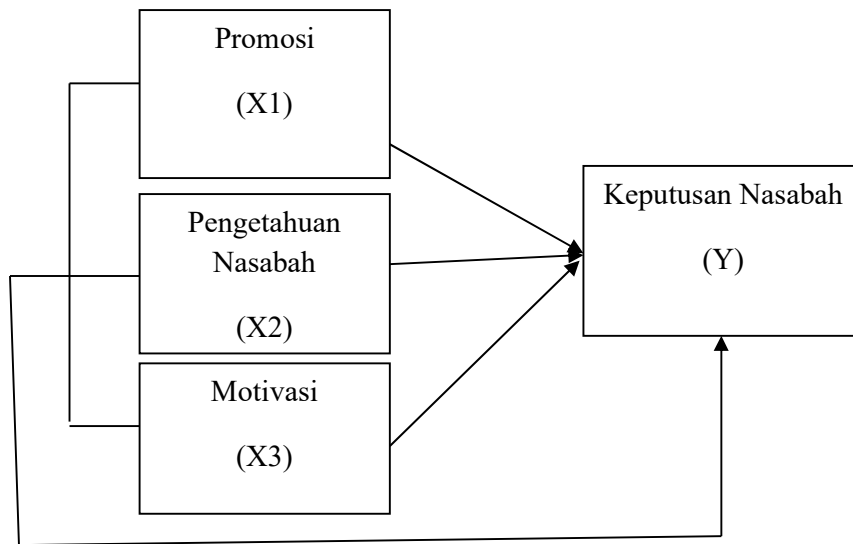 Promosi
(X1)
Pengetahuan
Nasabah
(X2)
Motivasi
(X3)
Keputusan Nasabah
(Y)